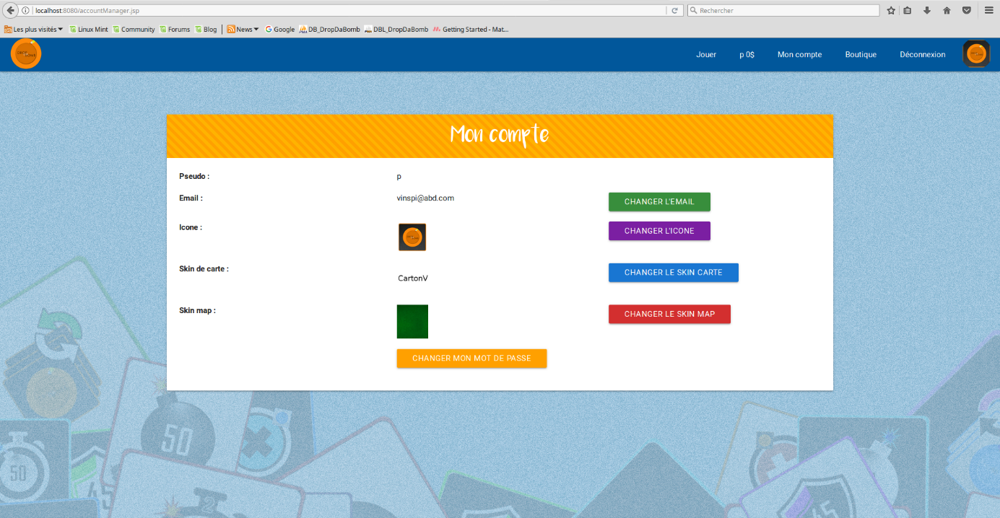 localhost:8080/accountManager.jsp
Rechercher
Les plus visités Linux Mint Community Forums Blog News Google DB_DropDaBomb DBL_DropDaBomb Getting Started - Mat...
Jouer p 0$ Mon compte Boutique Déconnexion
Mon compte
Pseudo : p
Email : vinspi@abd.com CHANGER L'EMAIL
Icone : CHANGER L'ICONE
Skin de carte : CartonV CHANGER LE SKIN CARTE
Skin map : CHANGER LE SKIN MAP
CHANGER MON MOT DE PASSE
50
50
45
2
45